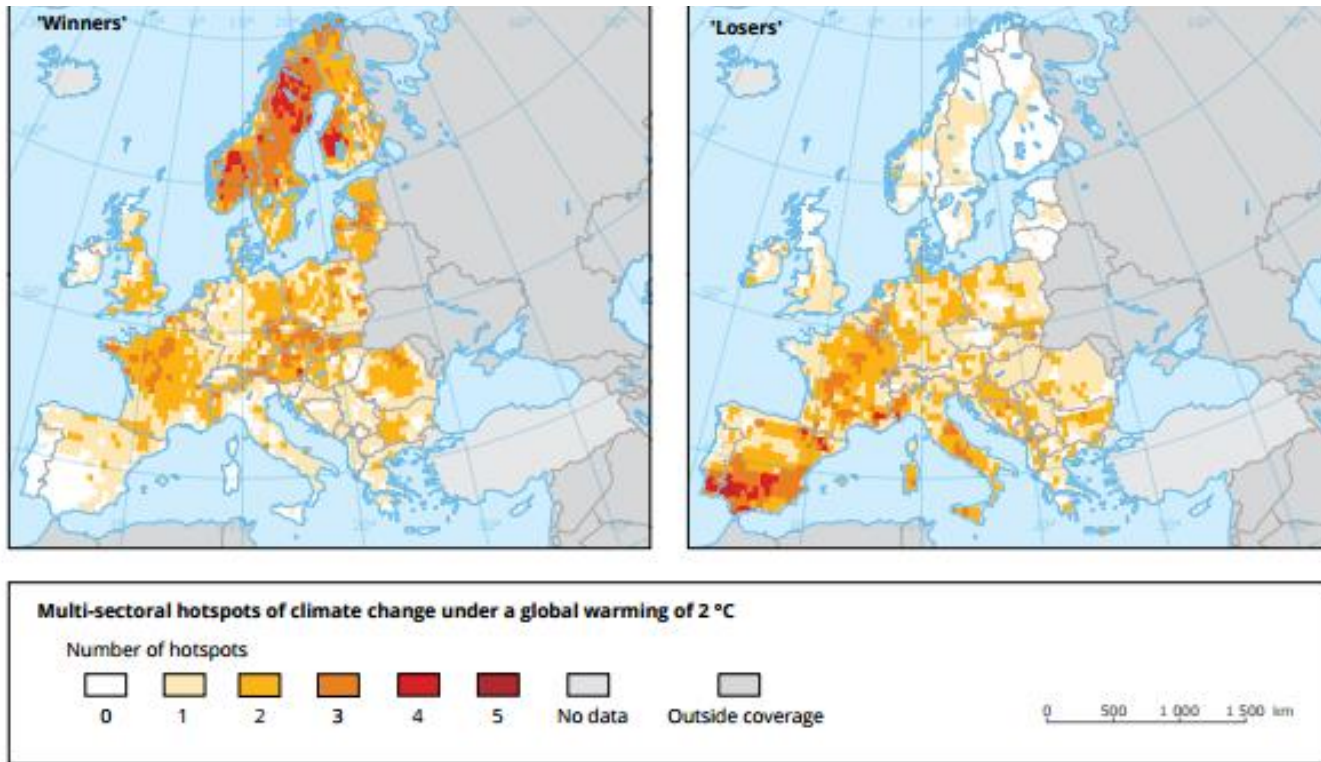 'Winners'
'Losers'
Multi-sectoral hotspots of climate change under a global warming of 2 °C
Number of hotspots
0 1 2 3 4 5 No data Outside coverage
0 500 1 000 1 500 km